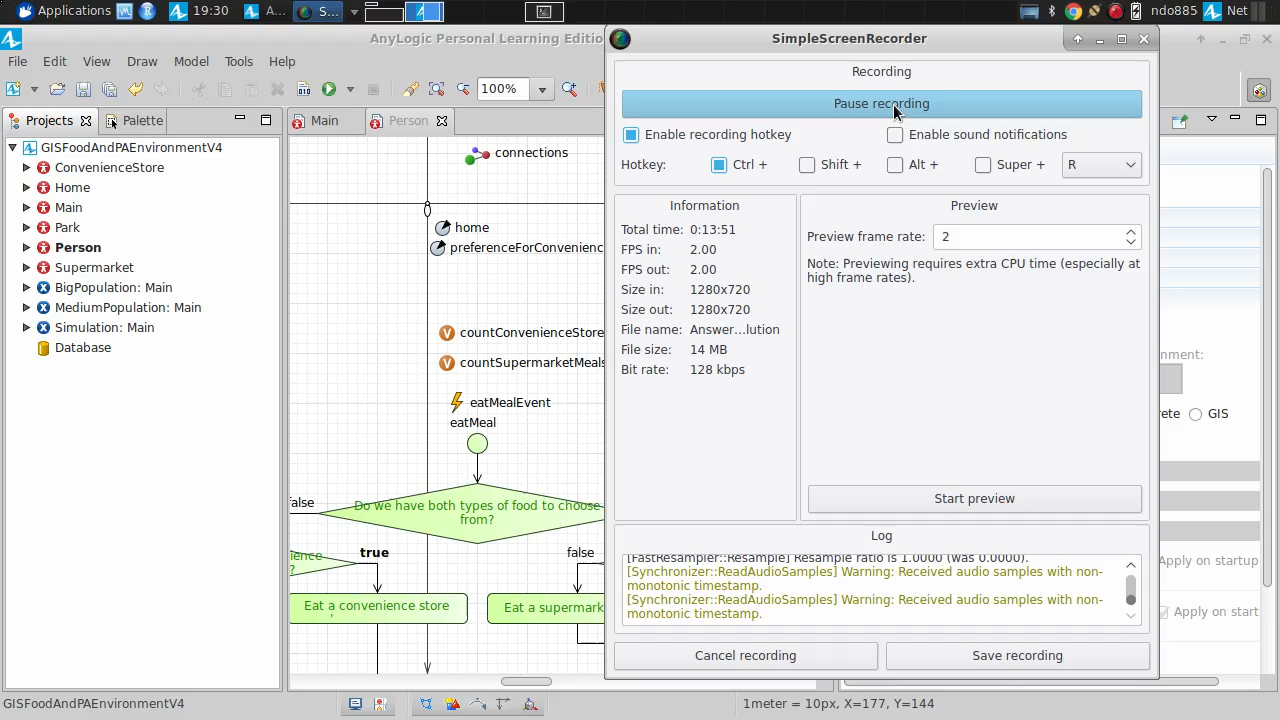 Applications 19:30 A... S... ndo885 Net
AnyLogic Personal Learning Editio
SimpleScreenRecorder
File Edit View Draw Model Tools Help
100%
Projects Palette
Main Person
GISFoodAndPAEnvironmentV4
ConvenienceStore
Home
Main
Park
Person
Supermarket
BigPopulation: Main
MediumPopulation: Main
Simulation: Main
Database
connections
home
preferenceForConvenienc
countConvenienceStore
countSupermarketMeals
eatMealEvent
eatMeal
false
Do we have both types of food to choose
from?
ience
?
true
false
Eat a convenience store
Eat a supermark
Recording
Pause recording
Enable recording hotkey
Enable sound notifications
Hotkey: Ctrl + Shift + Alt + Super + R
Information
Total time: 0:13:51
FPS in: 2.00
FPS out: 2.00
Size in: 1280x720
Size out: 1280x720
File name: Answer...lution
File size: 14 MB
Bit rate: 128 kbps
Preview
Preview frame rate: 2
Note: Previewing requires extra CPU time (especially at
high frame rates).
Start preview
Log
[FastResampler::Resample] Resample ratio is 1.0000 (was 0.0000).
[Synchronizer::ReadAudioSamples] Warning: Received audio samples with non-
monotonic timestamp.
[Synchronizer::ReadAudioSamples] Warning: Received audio samples with non-
monotonic timestamp.
Cancel recording
Save recording
nment:
rete GIS
Apply on startup
Apply on start
GISFoodAndPAEnvironmentV4
1meter = 10px, X=177, Y=144